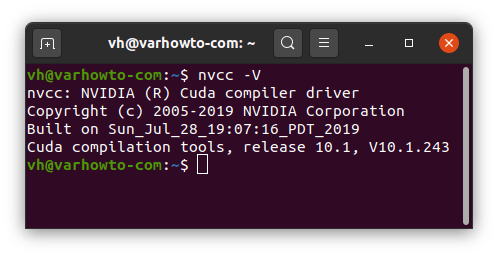 vh@varhowto-com: ~
vh@varhowto-com:~$ nvcc -V
nvcc: NVIDIA (R) Cuda compiler driver
Copyright (c) 2005-2019 NVIDIA Corporation
Built on Sun_Jul_28_19:07:16_PDT_2019
Cuda compilation tools, release 10.1, V10.1.243
vh@varhowto-com:~$